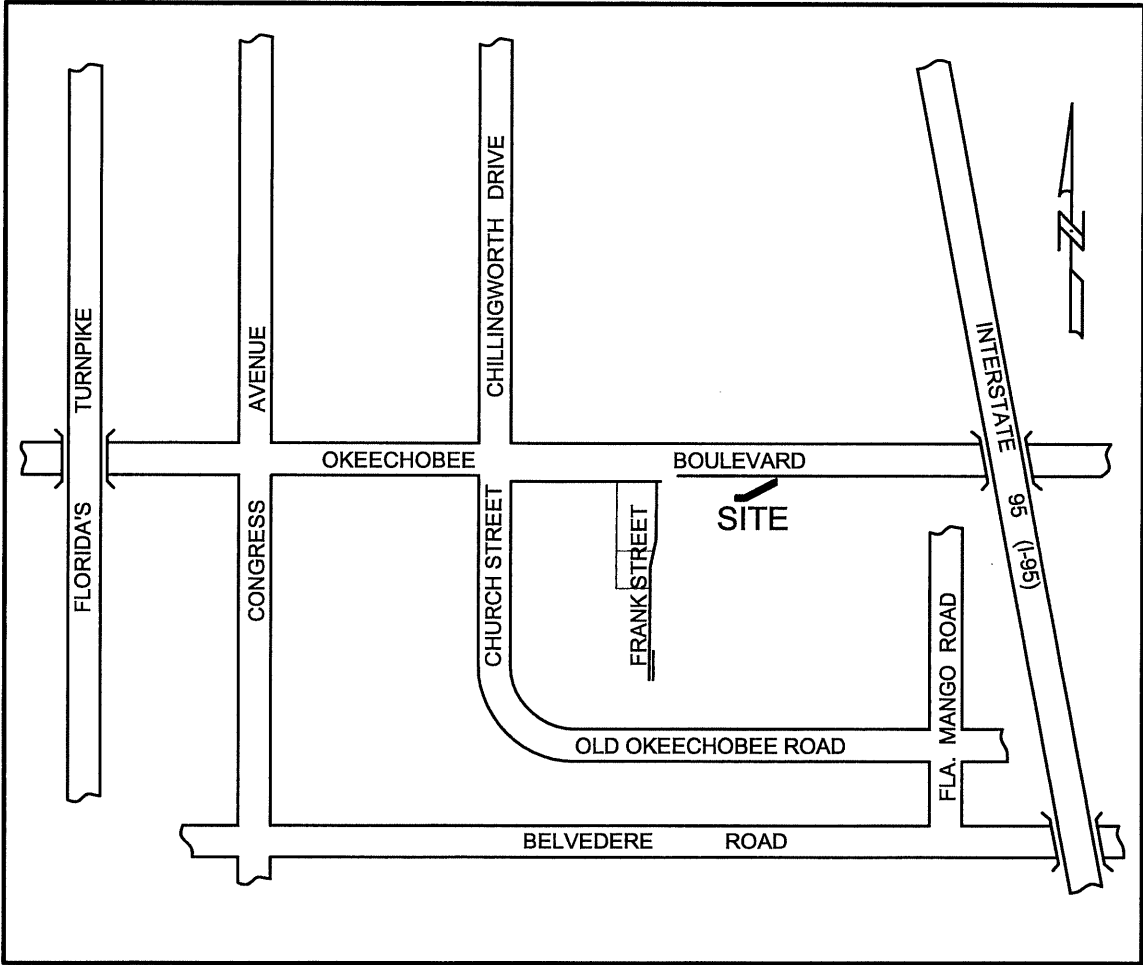 FLORIDA'S TURNPIKE
CONGRESS AVENUE
CHILLINGWORTH DRIVE
OKEECHOBEE BOULEVARD
CHURCH STREET
FRANK STREET
SITE
INTERSTATE 95 (I-95)
N
FLA. MANGO ROAD
OLD OKEECHOBEE ROAD
BELVEDERE ROAD